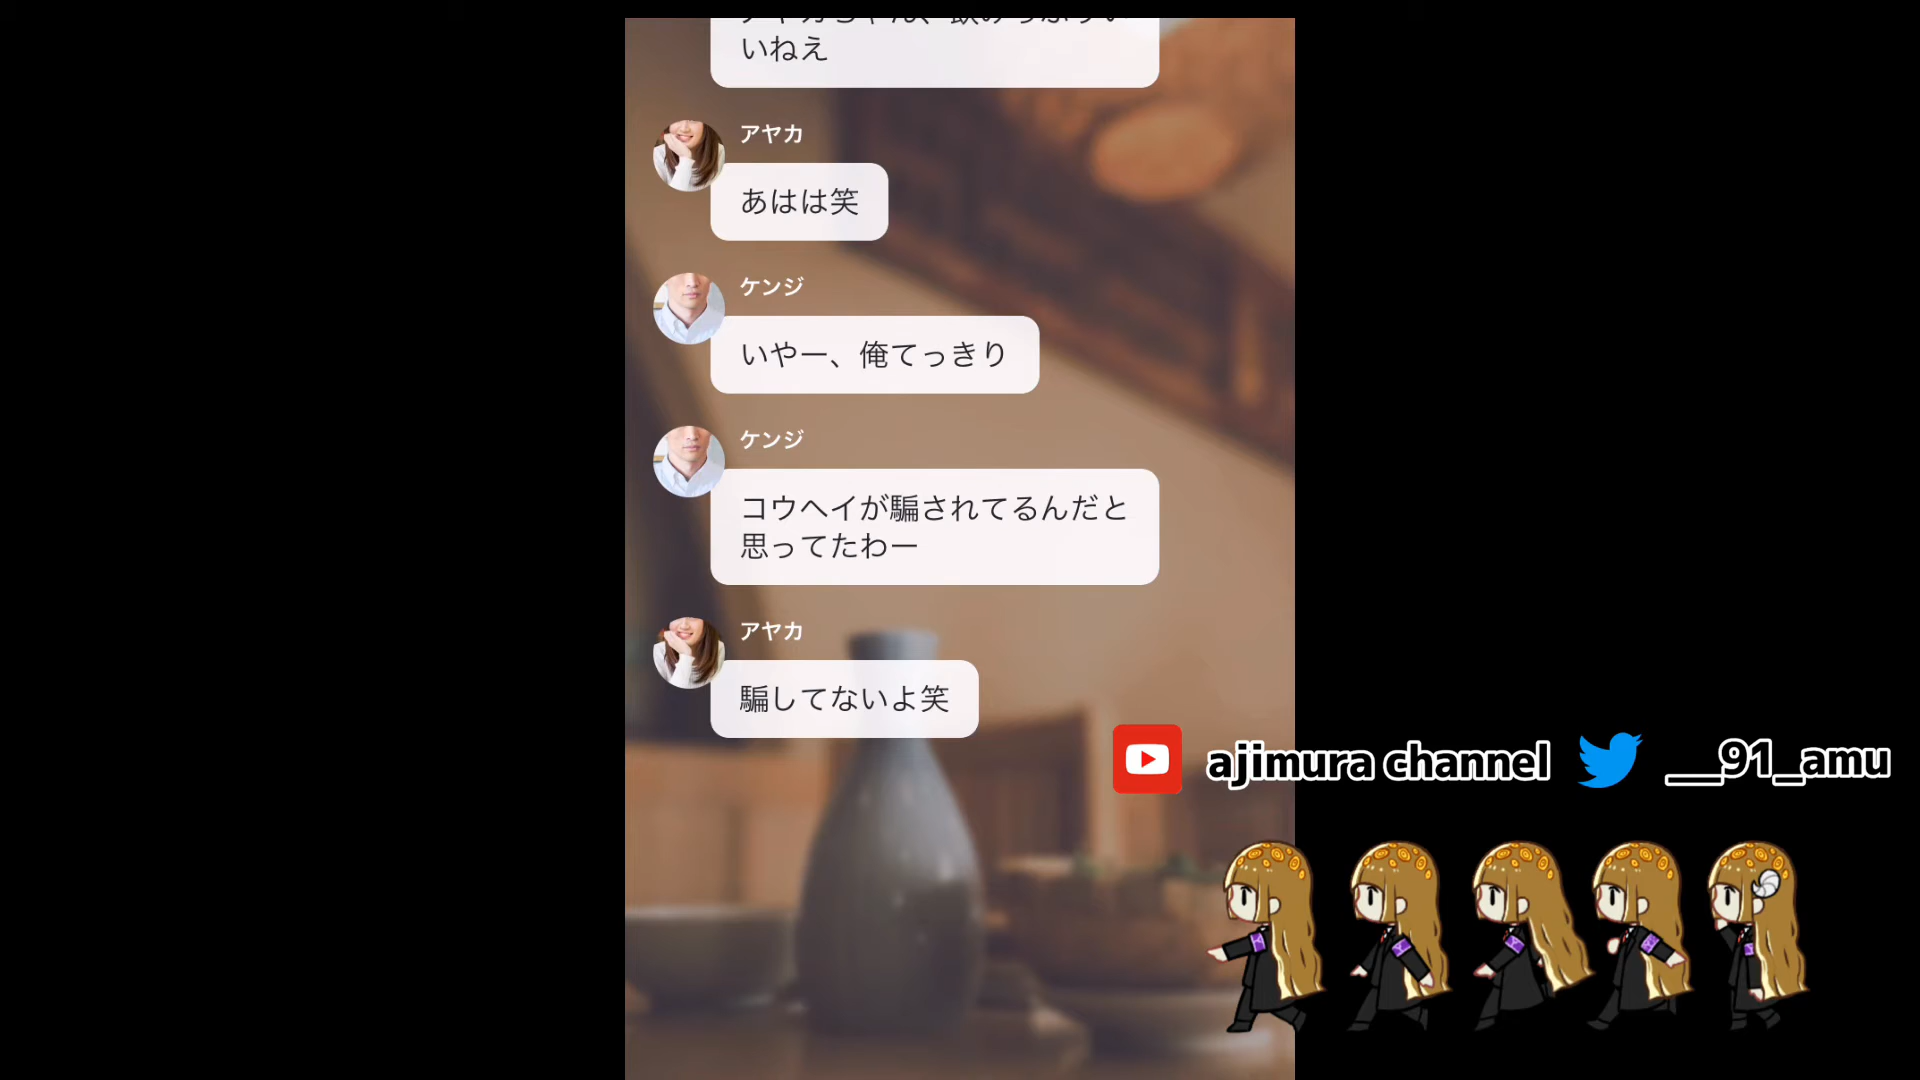 いねえ
アヤカ
あはは笑
ケンジ
いやー、俺てっきり
ケンジ
コウヘイが騙されてるんだと
思ってたわー
アヤカ
騙してないよ笑
ajimura channel
__91_amu